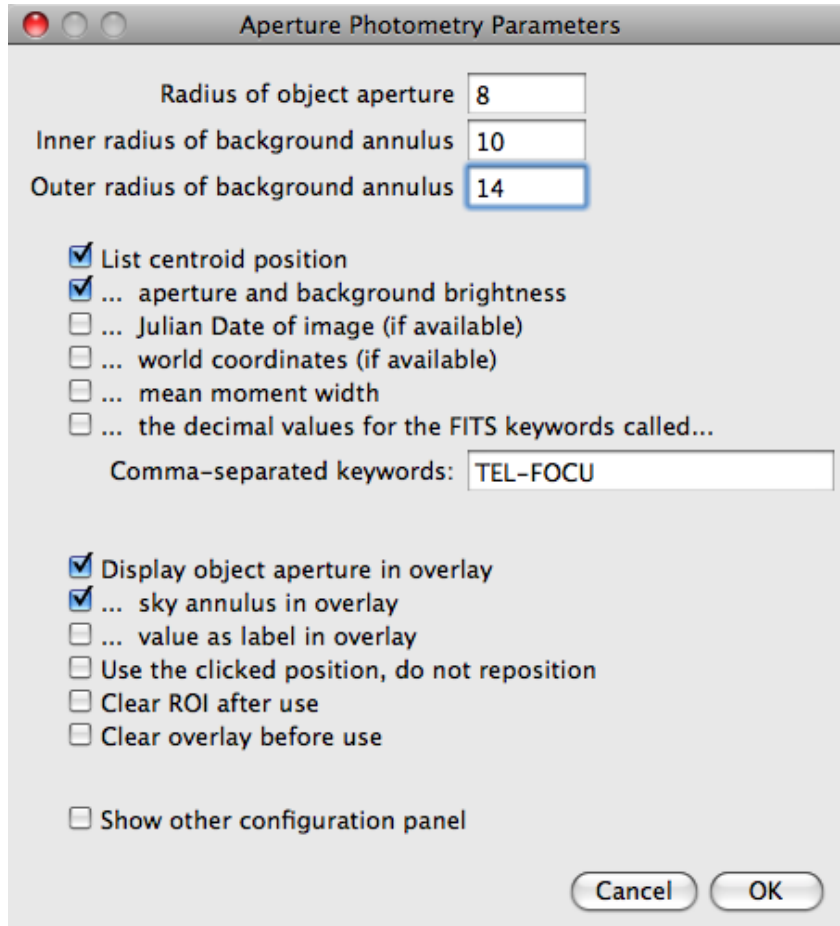 Aperture Photometry Parameters
Radius of object aperture 8
Inner radius of background annulus 10
Outer radius of background annulus 14
List centroid position
... aperture and background brightness
... Julian Date of image (if available)
... world coordinates (if available)
... mean moment width
... the decimal values for the FITS keywords called...
Comma-separated keywords: TEL-FOCU
Display object aperture in overlay
... sky annulus in overlay
... value as label in overlay
Use the clicked position, do not reposition
Clear ROI after use
Clear overlay before use
Show other configuration panel
Cancel OK